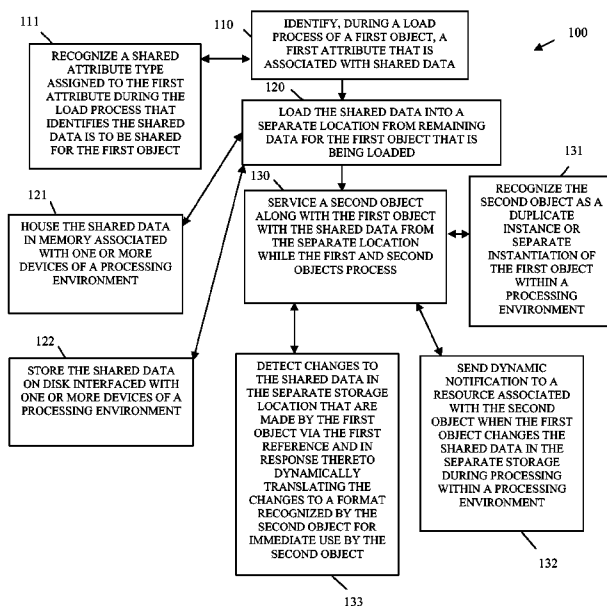 110
IDENTIFY, DURING A LOAD
PROCESS OF A FIRST OBJECT, A
FIRST ATTRIBUTE THAT IS
ASSOCIATED WITH SHARED DATA
100
111
RECOGNIZE A SHARED
ATTRIBUTE TYPE
ASSIGNED TO THE FIRST
ATTRIBUTE DURING THE
LOAD PROCESS THAT
IDENTIFIES THE SHARED
DATA IS TO BE SHARED
FOR THE FIRST OBJECT
120
LOAD THE SHARED DATA INTO A
SEPARATE LOCATION FROM REMAINING
DATA FOR THE FIRST OBJECT THAT IS
BEING LOADED
121
HOUSE THE SHARED DATA
IN MEMORY ASSOCIATED
WITH ONE OR MORE
DEVICES OF A PROCESSING
ENVIRONMENT
130
SERVICE A SECOND OBJECT
ALONG WITH THE FIRST OBJECT
WITH THE SHARED DATA FROM
THE SEPARATE LOCATION
WHILE THE FIRST AND SECOND
OBJECTS PROCESS
131
RECOGNIZE THE
SECOND OBJECT AS A
DUPLICATE
INSTANCE OR
SEPARATE
INSTANTIATION OF
THE FIRST OBJECT
WITHIN A
PROCESSING
ENVIRONMENT
122
STORE THE SHARED DATA
ON DISK INTERFACED WITH
ONE OR MORE DEVICES OF A
PROCESSING ENVIRONMENT
DETECT CHANGES TO
THE SHARED DATA IN
THE SEPARATE STORAGE
LOCATION THAT ARE
MADE BY THE FIRST
OBJECT VIA THE FIRST
REFERENCE AND IN
RESPONSE THERETO
DYNAMICALLY
TRANSLATING THE
CHANGES TO A FORMAT
RECOGNIZED BY THE
SECOND OBJECT FOR
IMMEDIATE USE BY THE
SECOND OBJECT
133
SEND DYNAMIC
NOTIFICATION TO A
RESOURCE ASSOCIATED
WITH THE SECOND
OBJECT WHEN THE FIRST
OBJECT CHANGES THE
SHARED DATA IN THE
SEPARATE STORAGE
DURING PROCESSING
WITHIN A PROCESSING
ENVIRONMENT
132